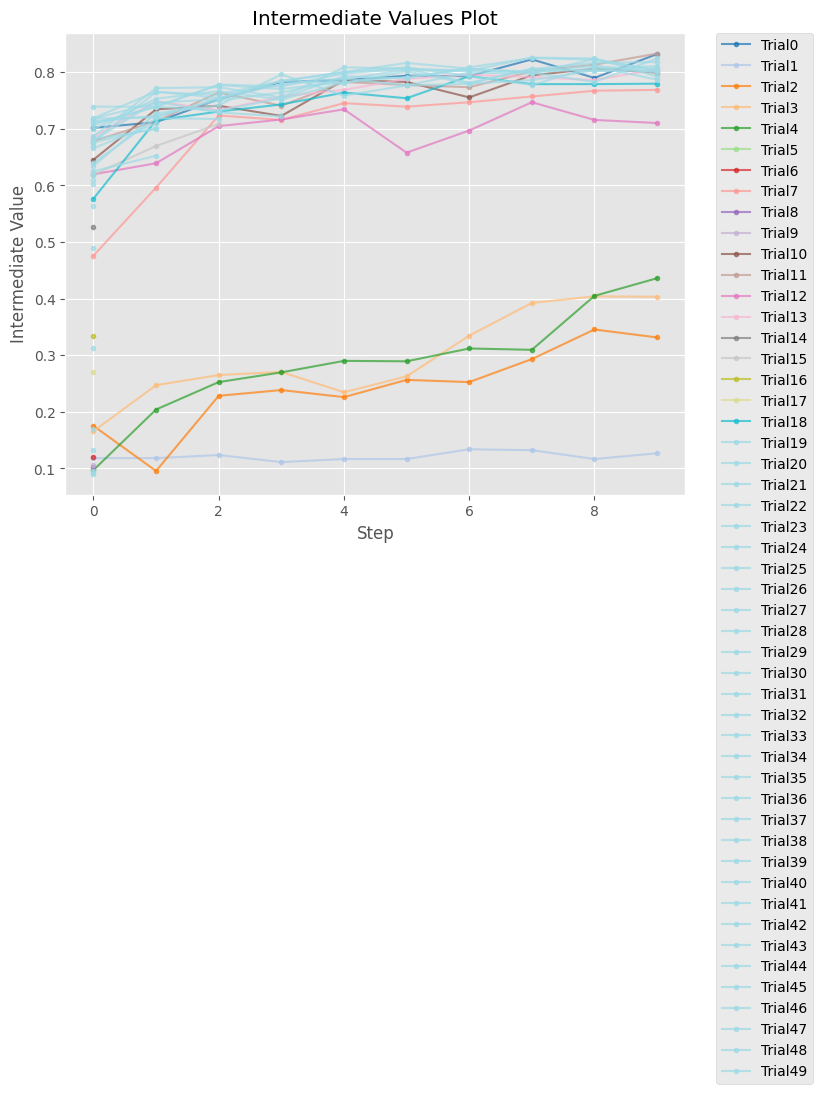 Intermediate Values Plot
Intermediate Value
0.8
0.7
0.6
0.5
0.4
0.3
0.2
0.1
0 2 4 6 8
Step
Trial0
Trial1
Trial2
Trial3
Trial4
Trial5
Trial6
Trial7
Trial8
Trial9
Trial10
Trial11
Trial12
Trial13
Trial14
Trial15
Trial16
Trial17
Trial18
Trial19
Trial20
Trial21
Trial22
Trial23
Trial24
Trial25
Trial26
Trial27
Trial28
Trial29
Trial30
Trial31
Trial32
Trial33
Trial34
Trial35
Trial36
Trial37
Trial38
Trial39
Trial40
Trial41
Trial42
Trial43
Trial44
Trial45
Trial46
Trial47
Trial48
Trial49